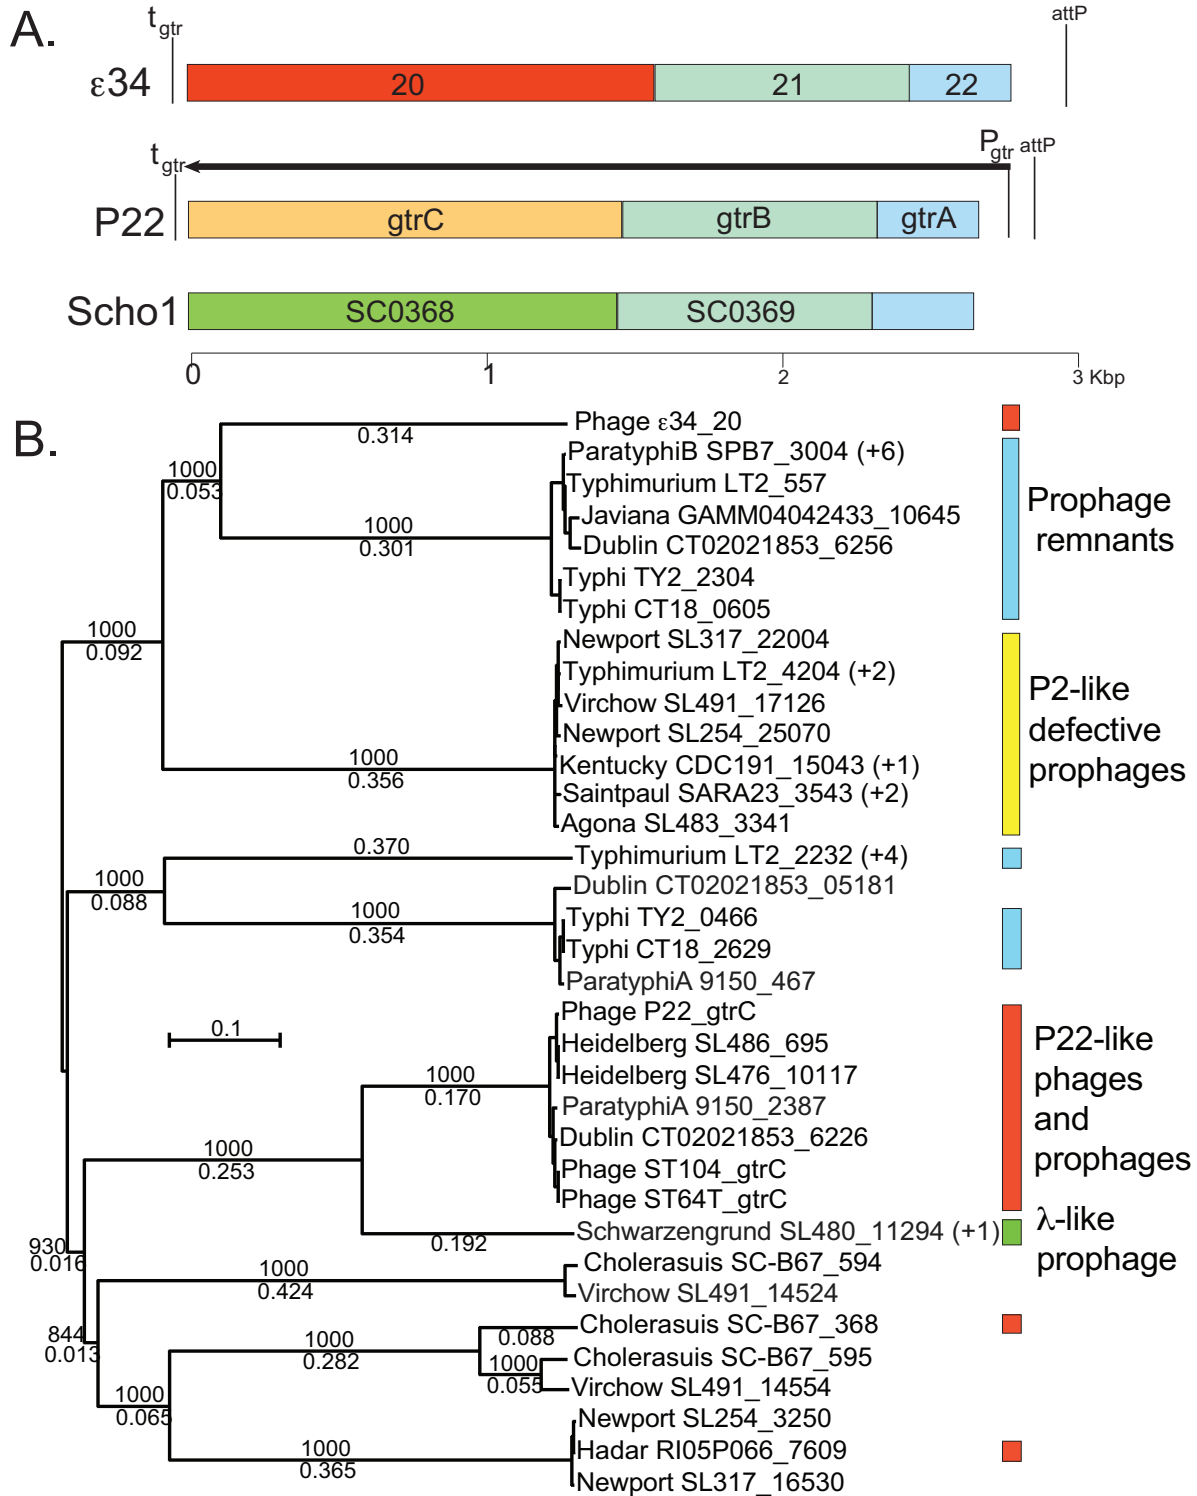 A.
t gtr
attP
ε34
20
21
22
t gtr
P gtr
attP
P22
gtrC
gtrB
gtrA
Scho1
SC0368
SC0369
0
1
2
3 Kbp
B.
Phage ε34_20
0.314
1000
0.053
ParatyphiB SPB7_3004 (+6)
Typhimurium LT2_557
Javiana GAMM04042433_10645
1000
0.301
Dublin CT02021853_6256
Typhi TY2_2304
Typhi CT18_0605
Prophage
remnants
1000
0.092
Newport SL317_22004
Typhimurium LT2_4204 (+2)
Virchow SL491_17126
Newport SL254_25070
1000
0.356
Kentucky CDC191_15043 (+1)
Saintpaul SARA23_3543 (+2)
Agona SL483_3341
P2-like
defective
prophages
0.370
Typhimurium LT2_2232 (+4)
1000
0.088
Dublin CT02021853_05181
1000
0.354
Typhi TY2_0466
Typhi CT18_2629
ParatyphiA 9150_467
0.1
Phage P22_gtrC
Heidelberg SL486_695
Heidelberg SL476_10117
1000
0.170
ParatyphiA 9150_2387
Dublin CT02021853_6226
Phage ST104_gtrC
Phage ST64T_gtrC
P22-like
phages
and
prophages
1000
0.253
0.192
Schwarzengrund SL480_11294 (+1)
λ-like
prophage
930
0.016
Cholerasuis SC-B67_594
1000
0.424
Virchow SL491_14524
844
0.013
0.088
Cholerasuis SC-B67_368
1000
0.282
1000
0.055
Cholerasuis SC-B67_595
Virchow SL491_14554
1000
0.065
Newport SL254_3250
1000
0.365
Hadar RI05P066_7609
Newport SL317_16530